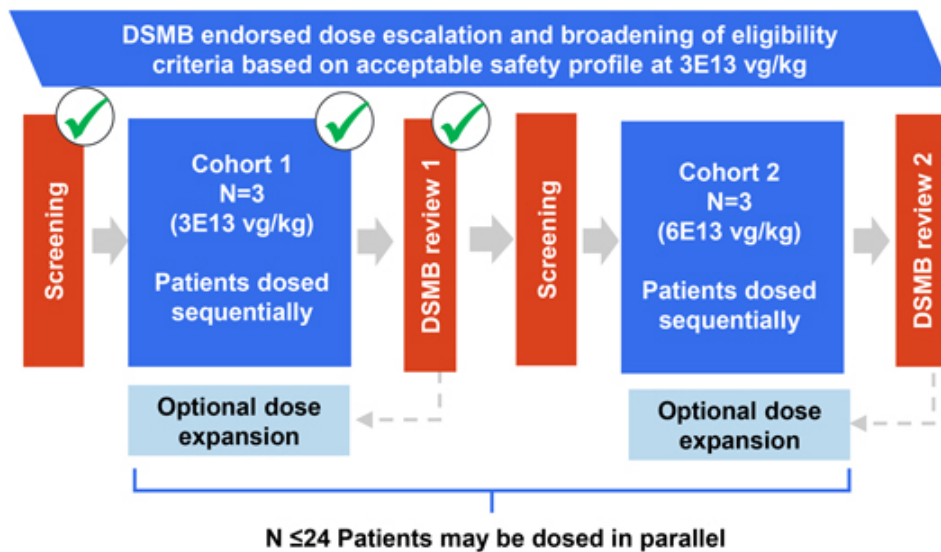 DSMB endorsed dose escalation and broadening of eligibility
criteria based on acceptable safety profile at 3E13 vg/kg
Screening
Cohort 1
N=3
(3E13 vg/kg)
Patients dosed
sequentially
DSMB review 1
Screening
Cohort 2
N=3
(6E13 vg/kg)
Patients dosed
sequentially
DSMB review 2
Optional dose
expansion
Optional dose
expansion
N ≤24 Patients may be dosed in parallel